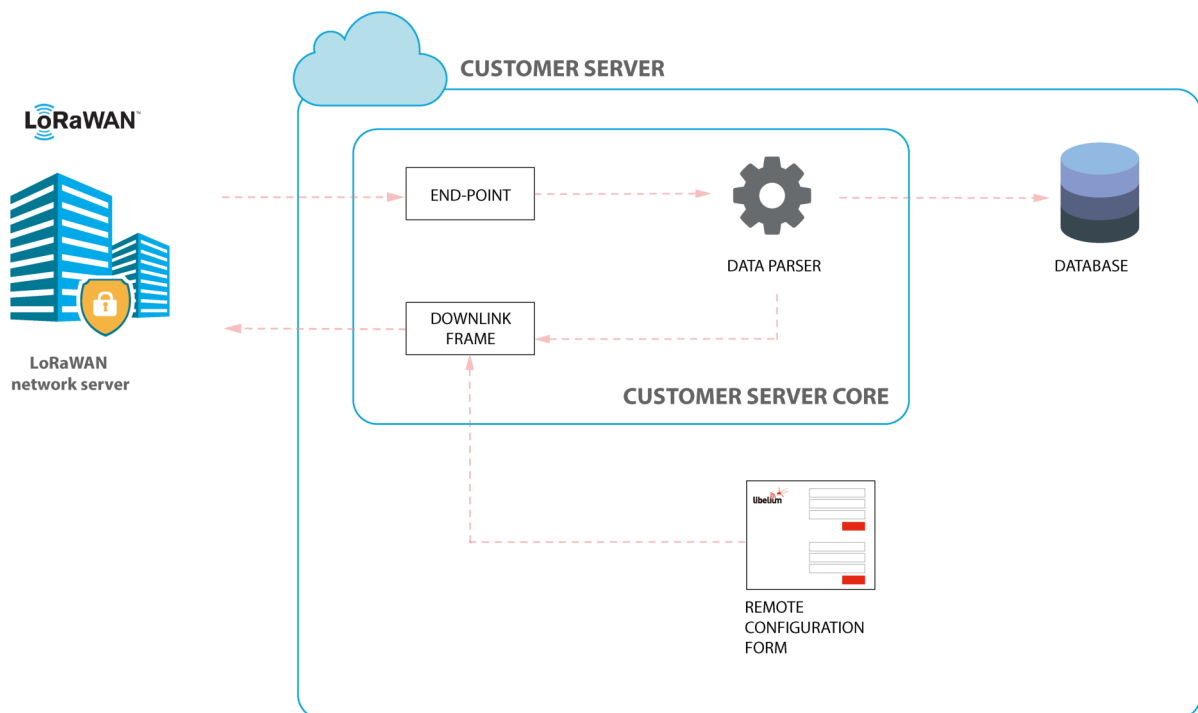 CUSTOMER SERVER
LoRaWAN™
END-POINT
DATA PARSER
DATABASE
DOWNLINK
FRAME
LoRaWAN
network server
CUSTOMER SERVER CORE
libelium
REMOTE
CONFIGURATION
FORM